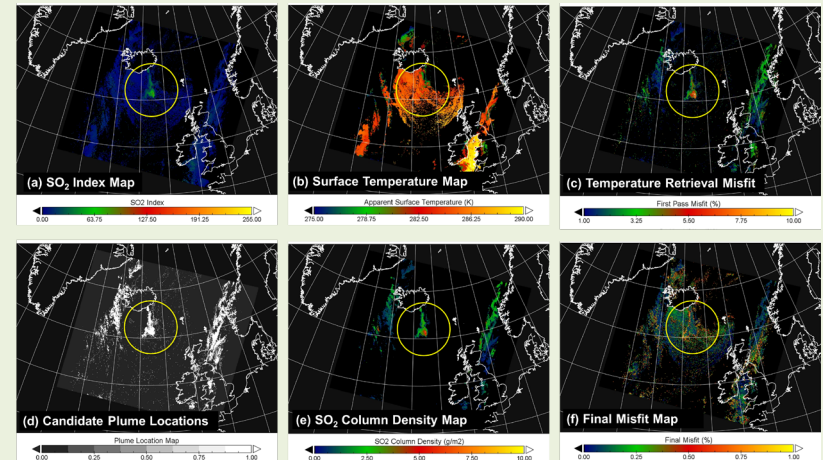 (a) SO₂ Index Map
SO2 Index
0.00 63.75 127.50 191.25 255.00
(b) Surface Temperature Map
Apparent Surface Temperature (K)
275.00 278.75 282.50 286.25 290.00
(c) Temperature Retrieval Misfit
First Pass Misfit (%)
1.00 3.25 5.50 7.75 10.00
(d) Candidate Plume Locations
Plume Location Map
0.00 0.25 0.50 0.75 1.00
(e) SO₂ Column Density Map
SO2 Column Density (g/m2)
0.00 2.50 5.00 7.50 10.00
(f) Final Misfit Map
Final Misfit (%)
0.00 0.25 0.50 0.75 1.00